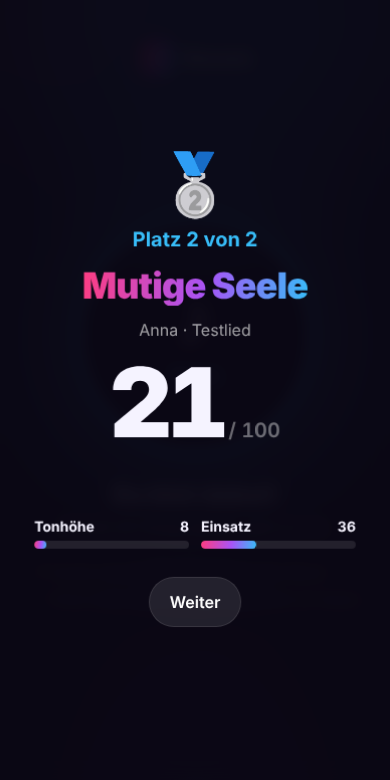 2
Platz 2 von 2
Mutige Seele
Anna · Testlied
21 / 100
Tonhöhe 8 Einsatz 36
Weiter